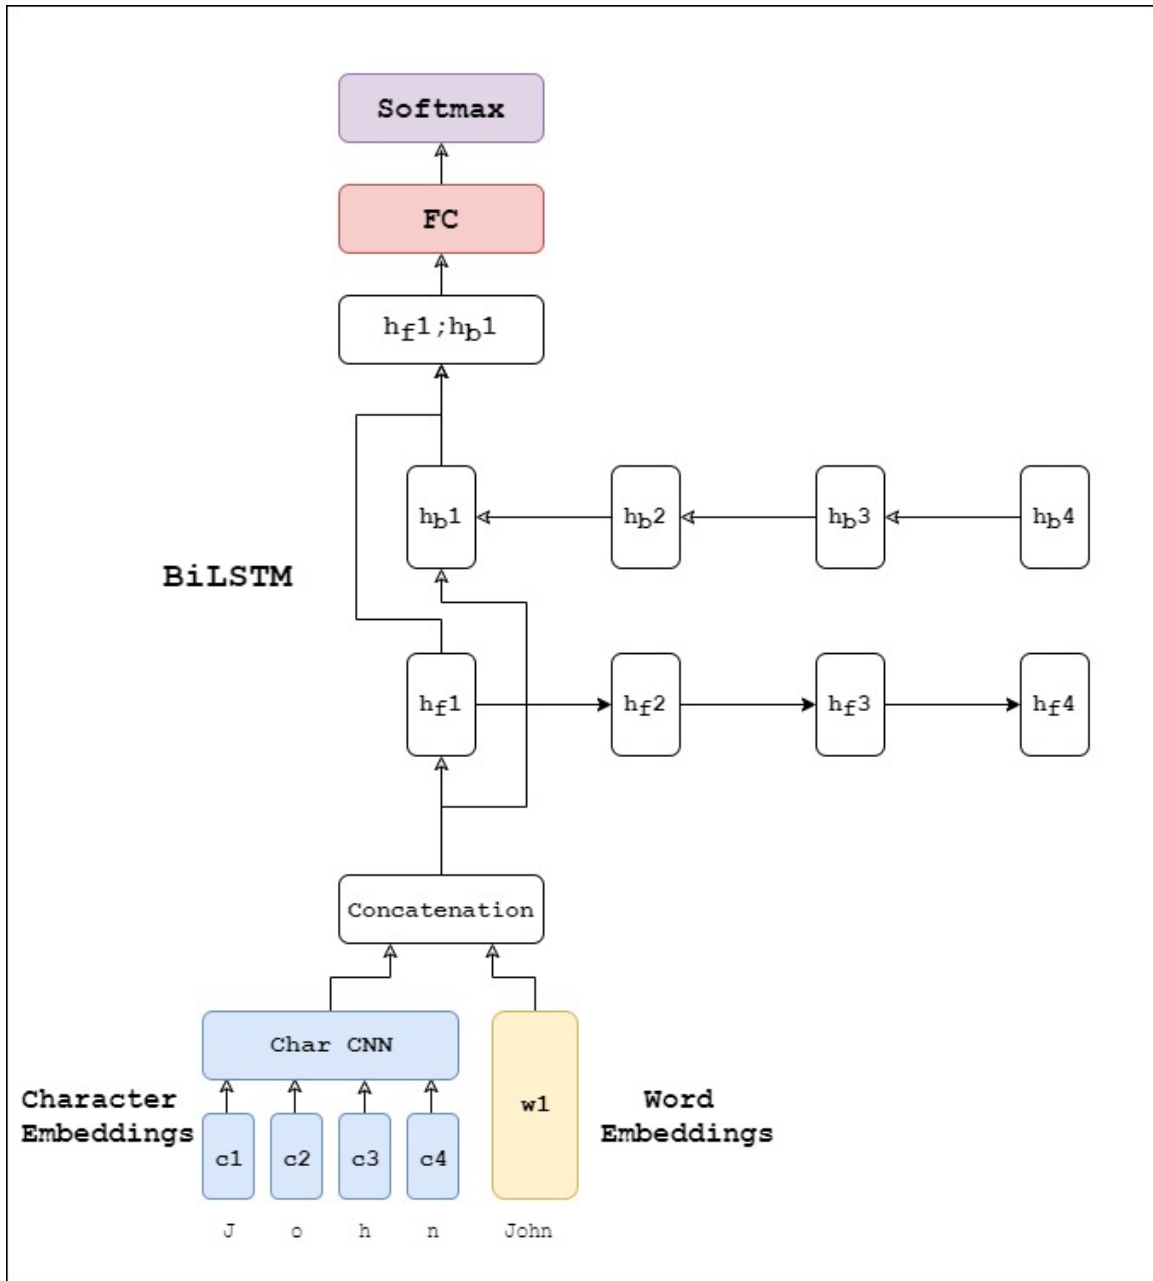 Softmax
FC
hf1;hb1
hb1
hb2
hb3
hb4
BiLSTM
hf1
hf2
hf3
hf4
Concatenation
Char CNN
Character
Embeddings
c1
c2
c3
c4
w1
Word
Embeddings
J
o
h
n
John